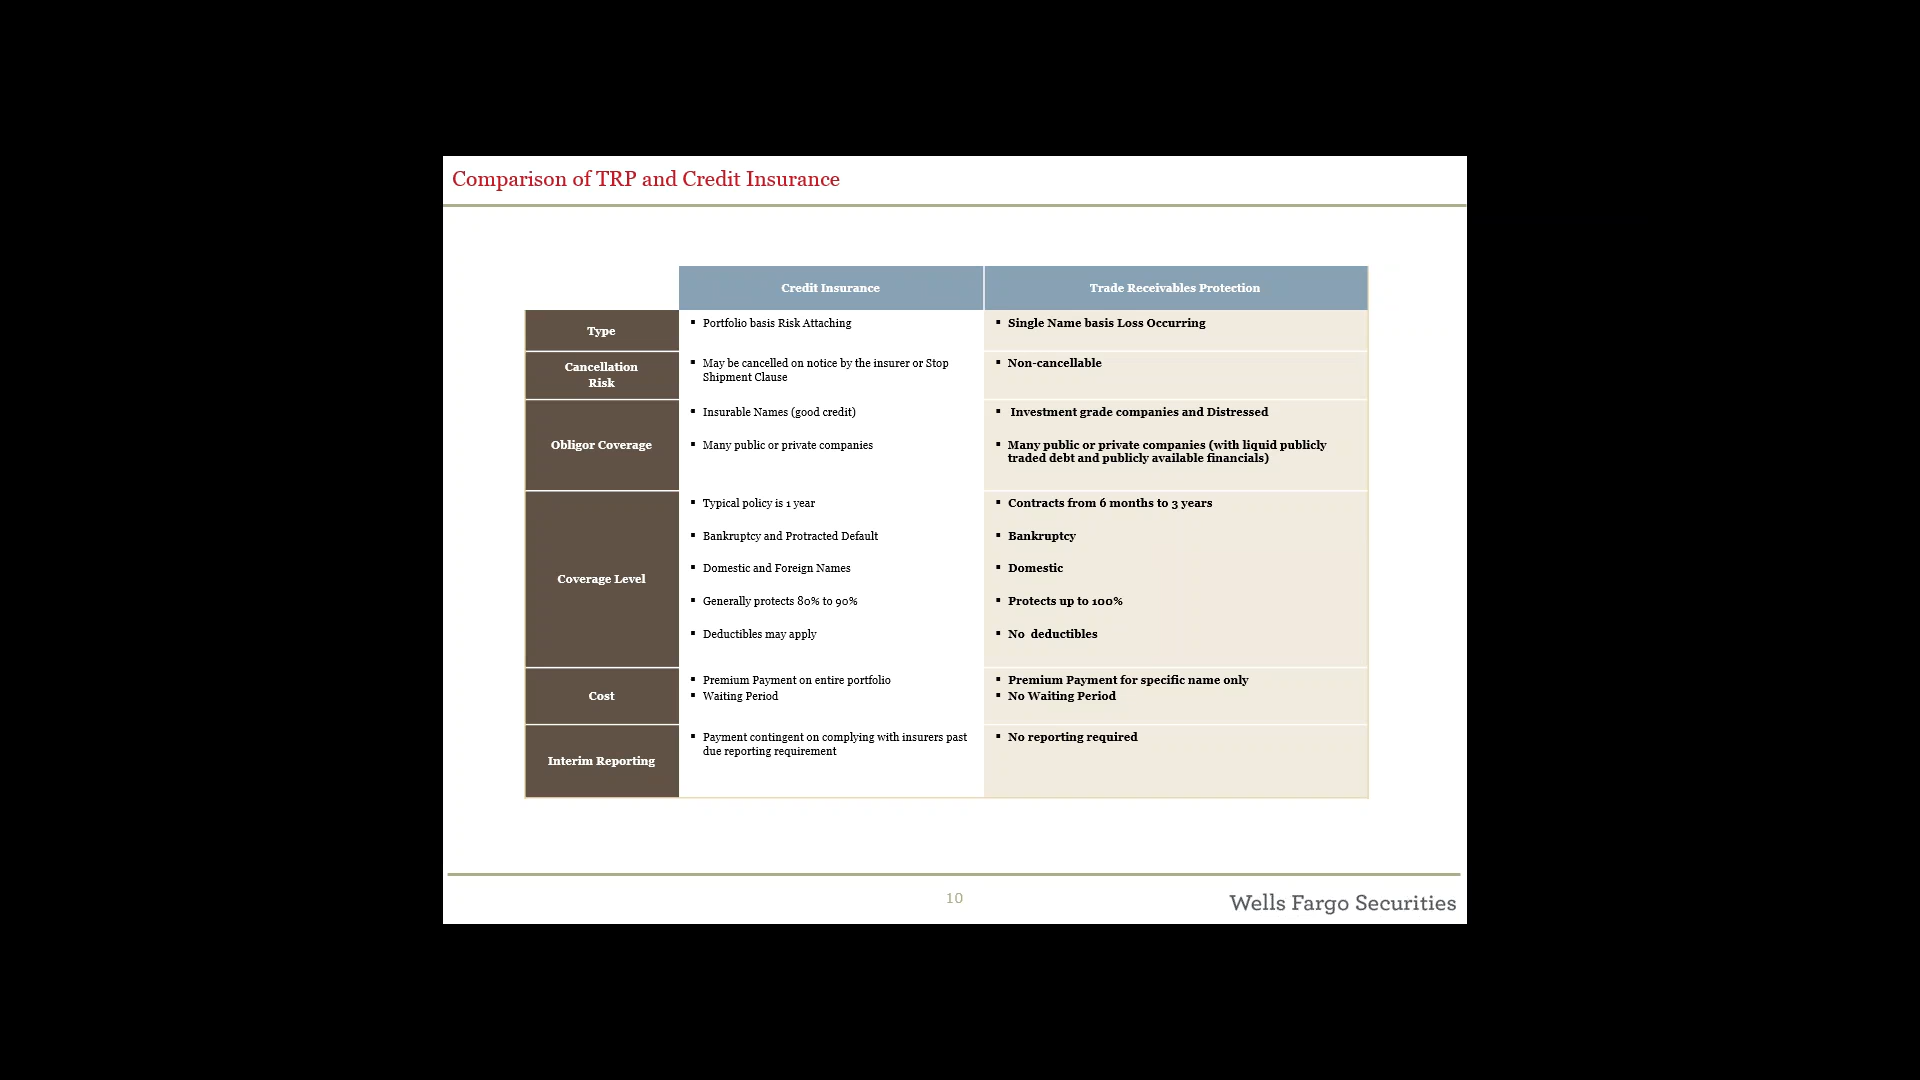 Comparison of TRP and Credit Insurance
Credit Insurance
Trade Receivables Protection
Type
▪ Portfolio basis Risk Attaching
▪ Single Name basis Loss Occurring
Cancellation
Risk
▪ May be cancelled on notice by the insurer or Stop
Shipment Clause
▪ Non-cancellable
Obligor Coverage
▪ Insurable Names (good credit)
▪ Many public or private companies
▪ Investment grade companies and Distressed
▪ Many public or private companies (with liquid publicly
traded debt and publicly available financials)
Coverage Level
▪ Typical policy is 1 year
▪ Bankruptcy and Protracted Default
▪ Domestic and Foreign Names
▪ Generally protects 80% to 90%
▪ Deductibles may apply
▪ Contracts from 6 months to 3 years
▪ Bankruptcy
▪ Domestic
▪ Protects up to 100%
▪ No deductibles
Cost
▪ Premium Payment on entire portfolio
▪ Waiting Period
▪ Premium Payment for specific name only
▪ No Waiting Period
Interim Reporting
▪ Payment contingent on complying with insurers past
due reporting requirement
▪ No reporting required
10
Wells Fargo Securities